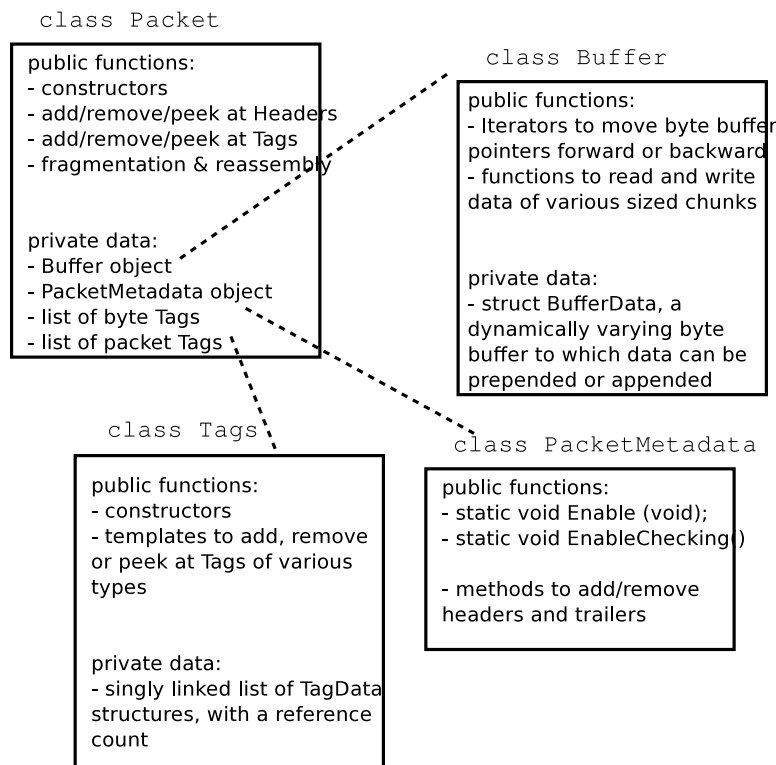 class Packet
public functions:
- constructors
- add/remove/peek at Headers
- add/remove/peek at Tags
- fragmentation & reassembly
private data:
- Buffer object
- PacketMetadata object
- list of byte Tags
- list of packet Tags
class Buffer
public functions:
- Iterators to move byte buffer
pointers forward or backward
- functions to read and write
data of various sized chunks
private data:
- struct BufferData, a
dynamically varying byte
buffer to which data can be
prepended or appended
class Tags
public functions:
- constructors
- templates to add, remove
or peek at Tags of various
types
private data:
- singly linked list of TagData
structures, with a reference
count
class PacketMetadata
public functions:
- static void Enable (void);
- static void EnableChecking()
- methods to add/remove
headers and trailers